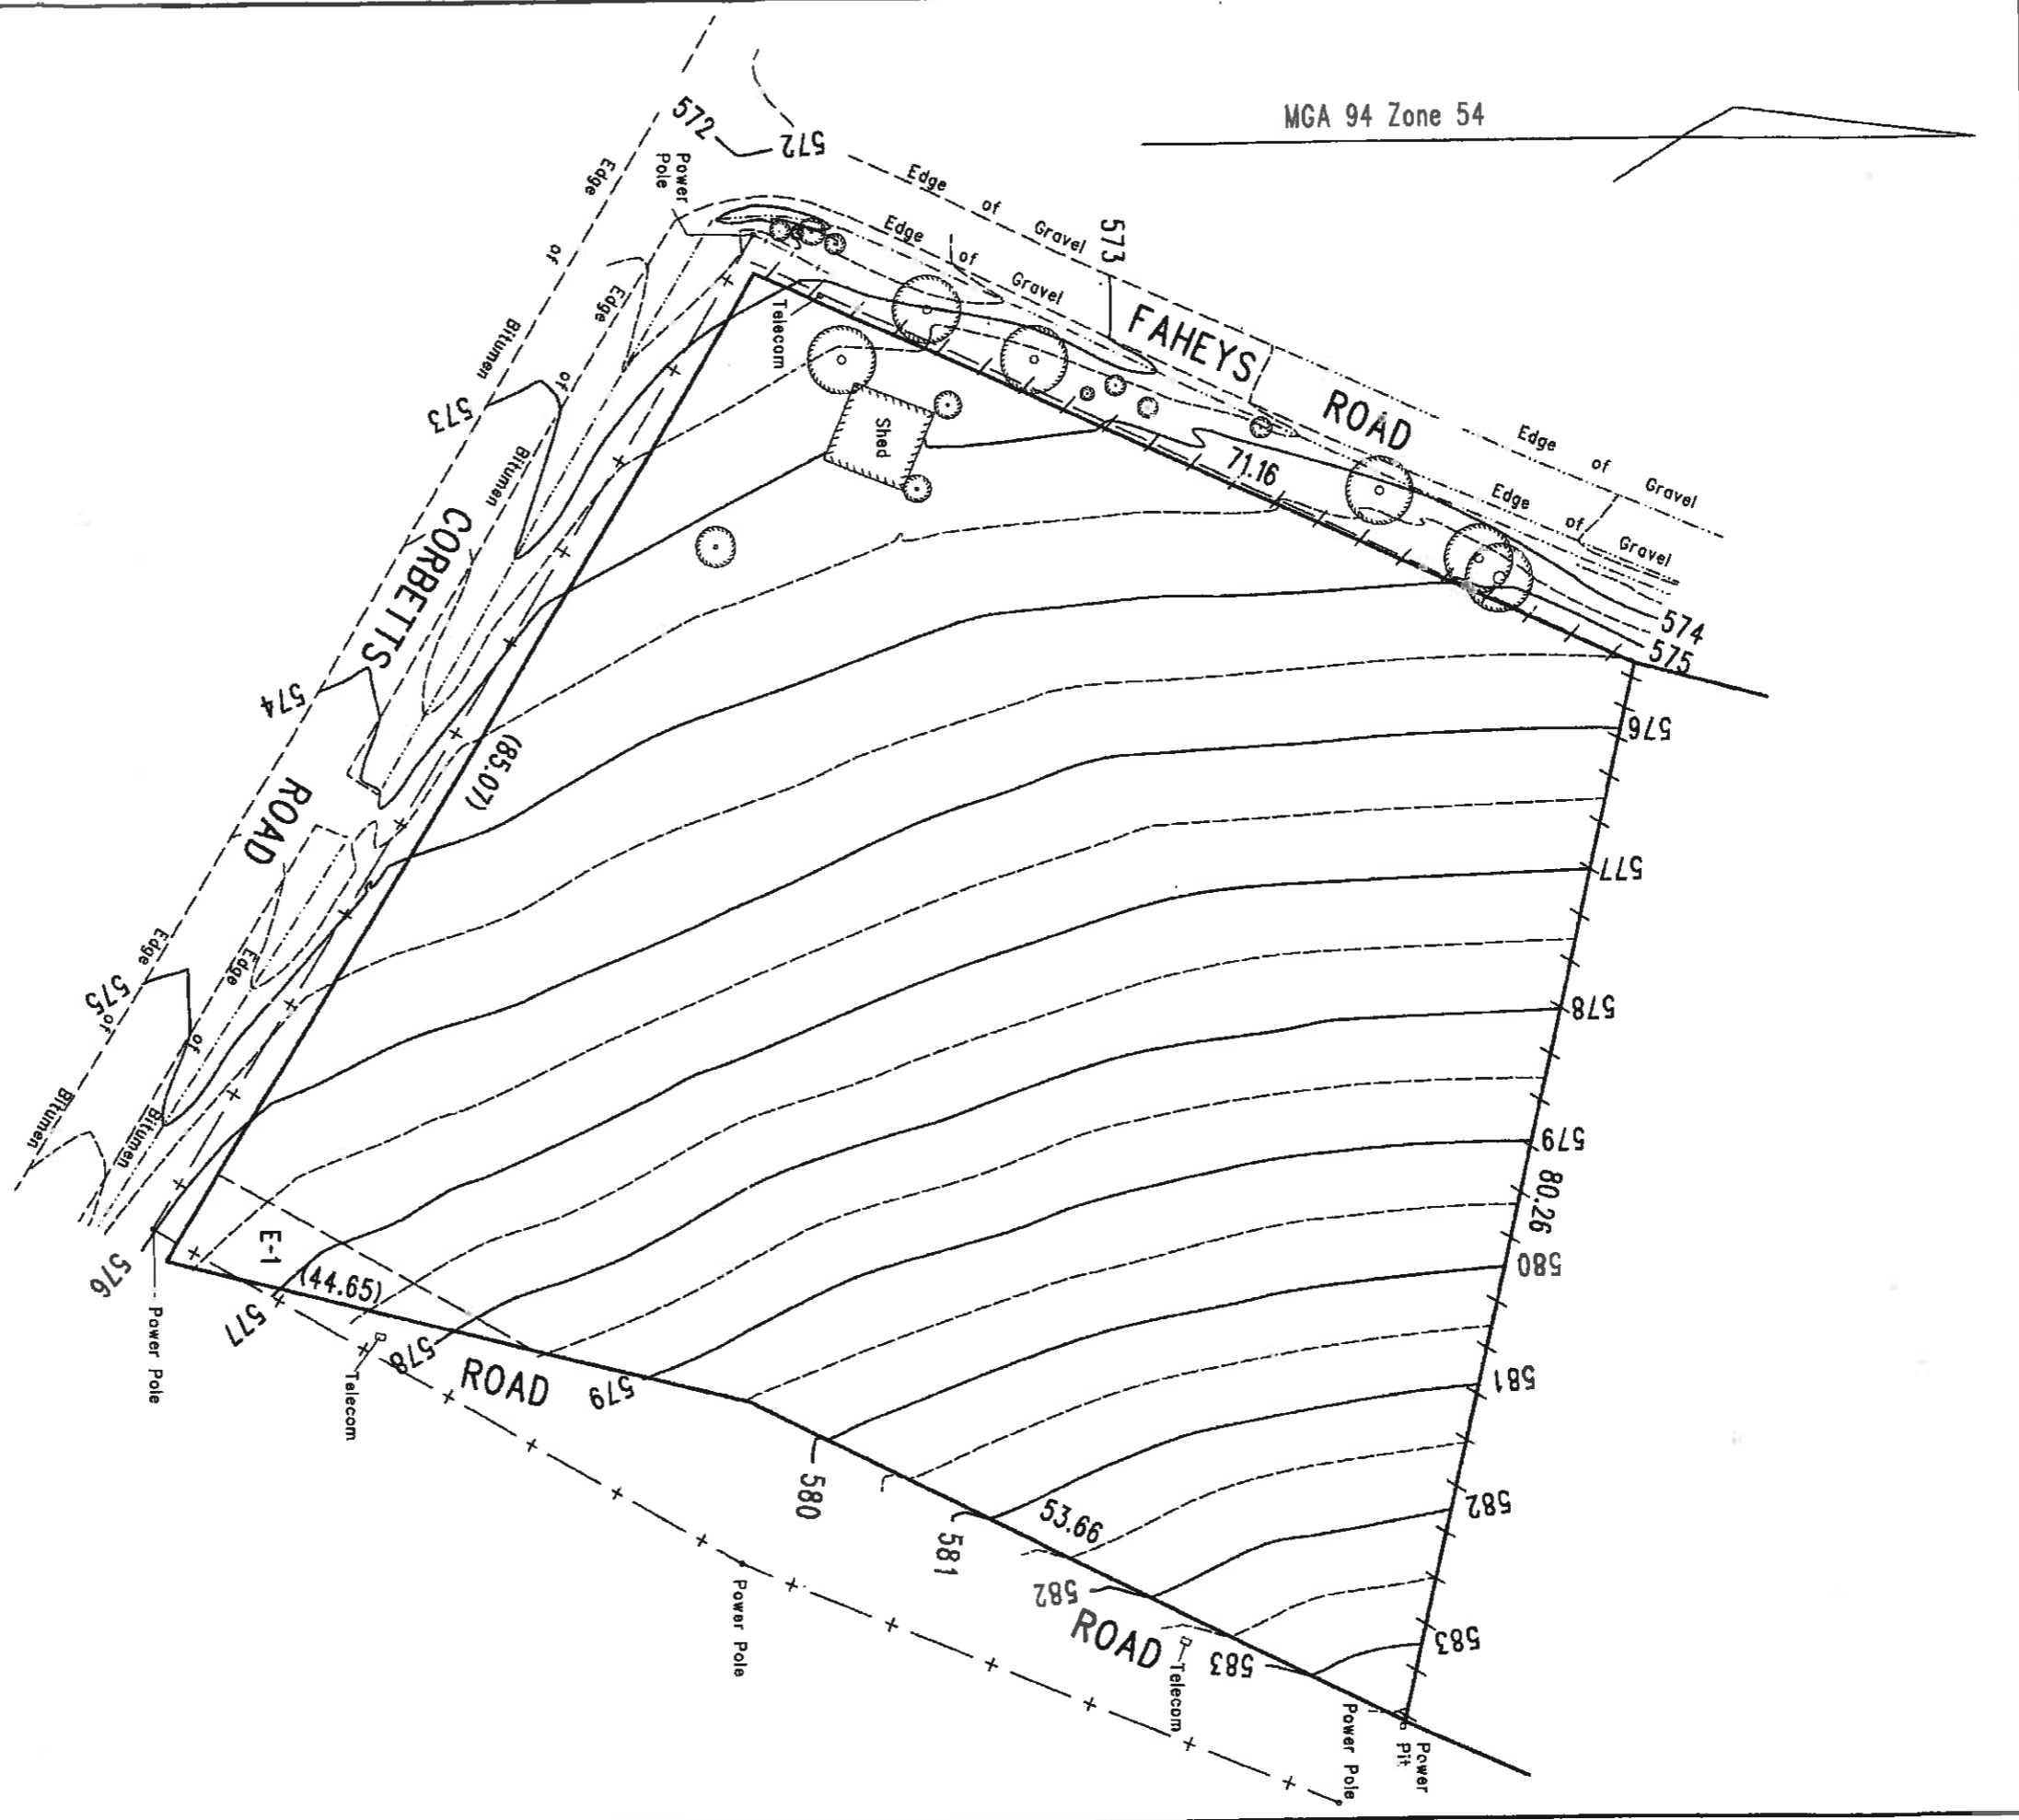 MGA 94 Zone 54
572
572
Power
Pole
Edge
of
Bitumen
Edge
of
Gravel
573
Edge
of
Gravel
FAHEYS
ROAD
Edge
of
Gravel
Edge
of
Gravel
574
575
Telecom
Shed
71.16
Edge
of
Bitumen
573
CORBETTS
ROAD
574
(85.07)
576
577
578
579
80.26
580
581
582
583
Edge
of
Bitumen
575
Edge
of
Bitumen
E-1
(44.65)
576
577
578
579
ROAD
Power Pole
Telecom
580
581
53.66
582
ROAD
583
Power Pole
Telecom
Power Pole
Power
Pit